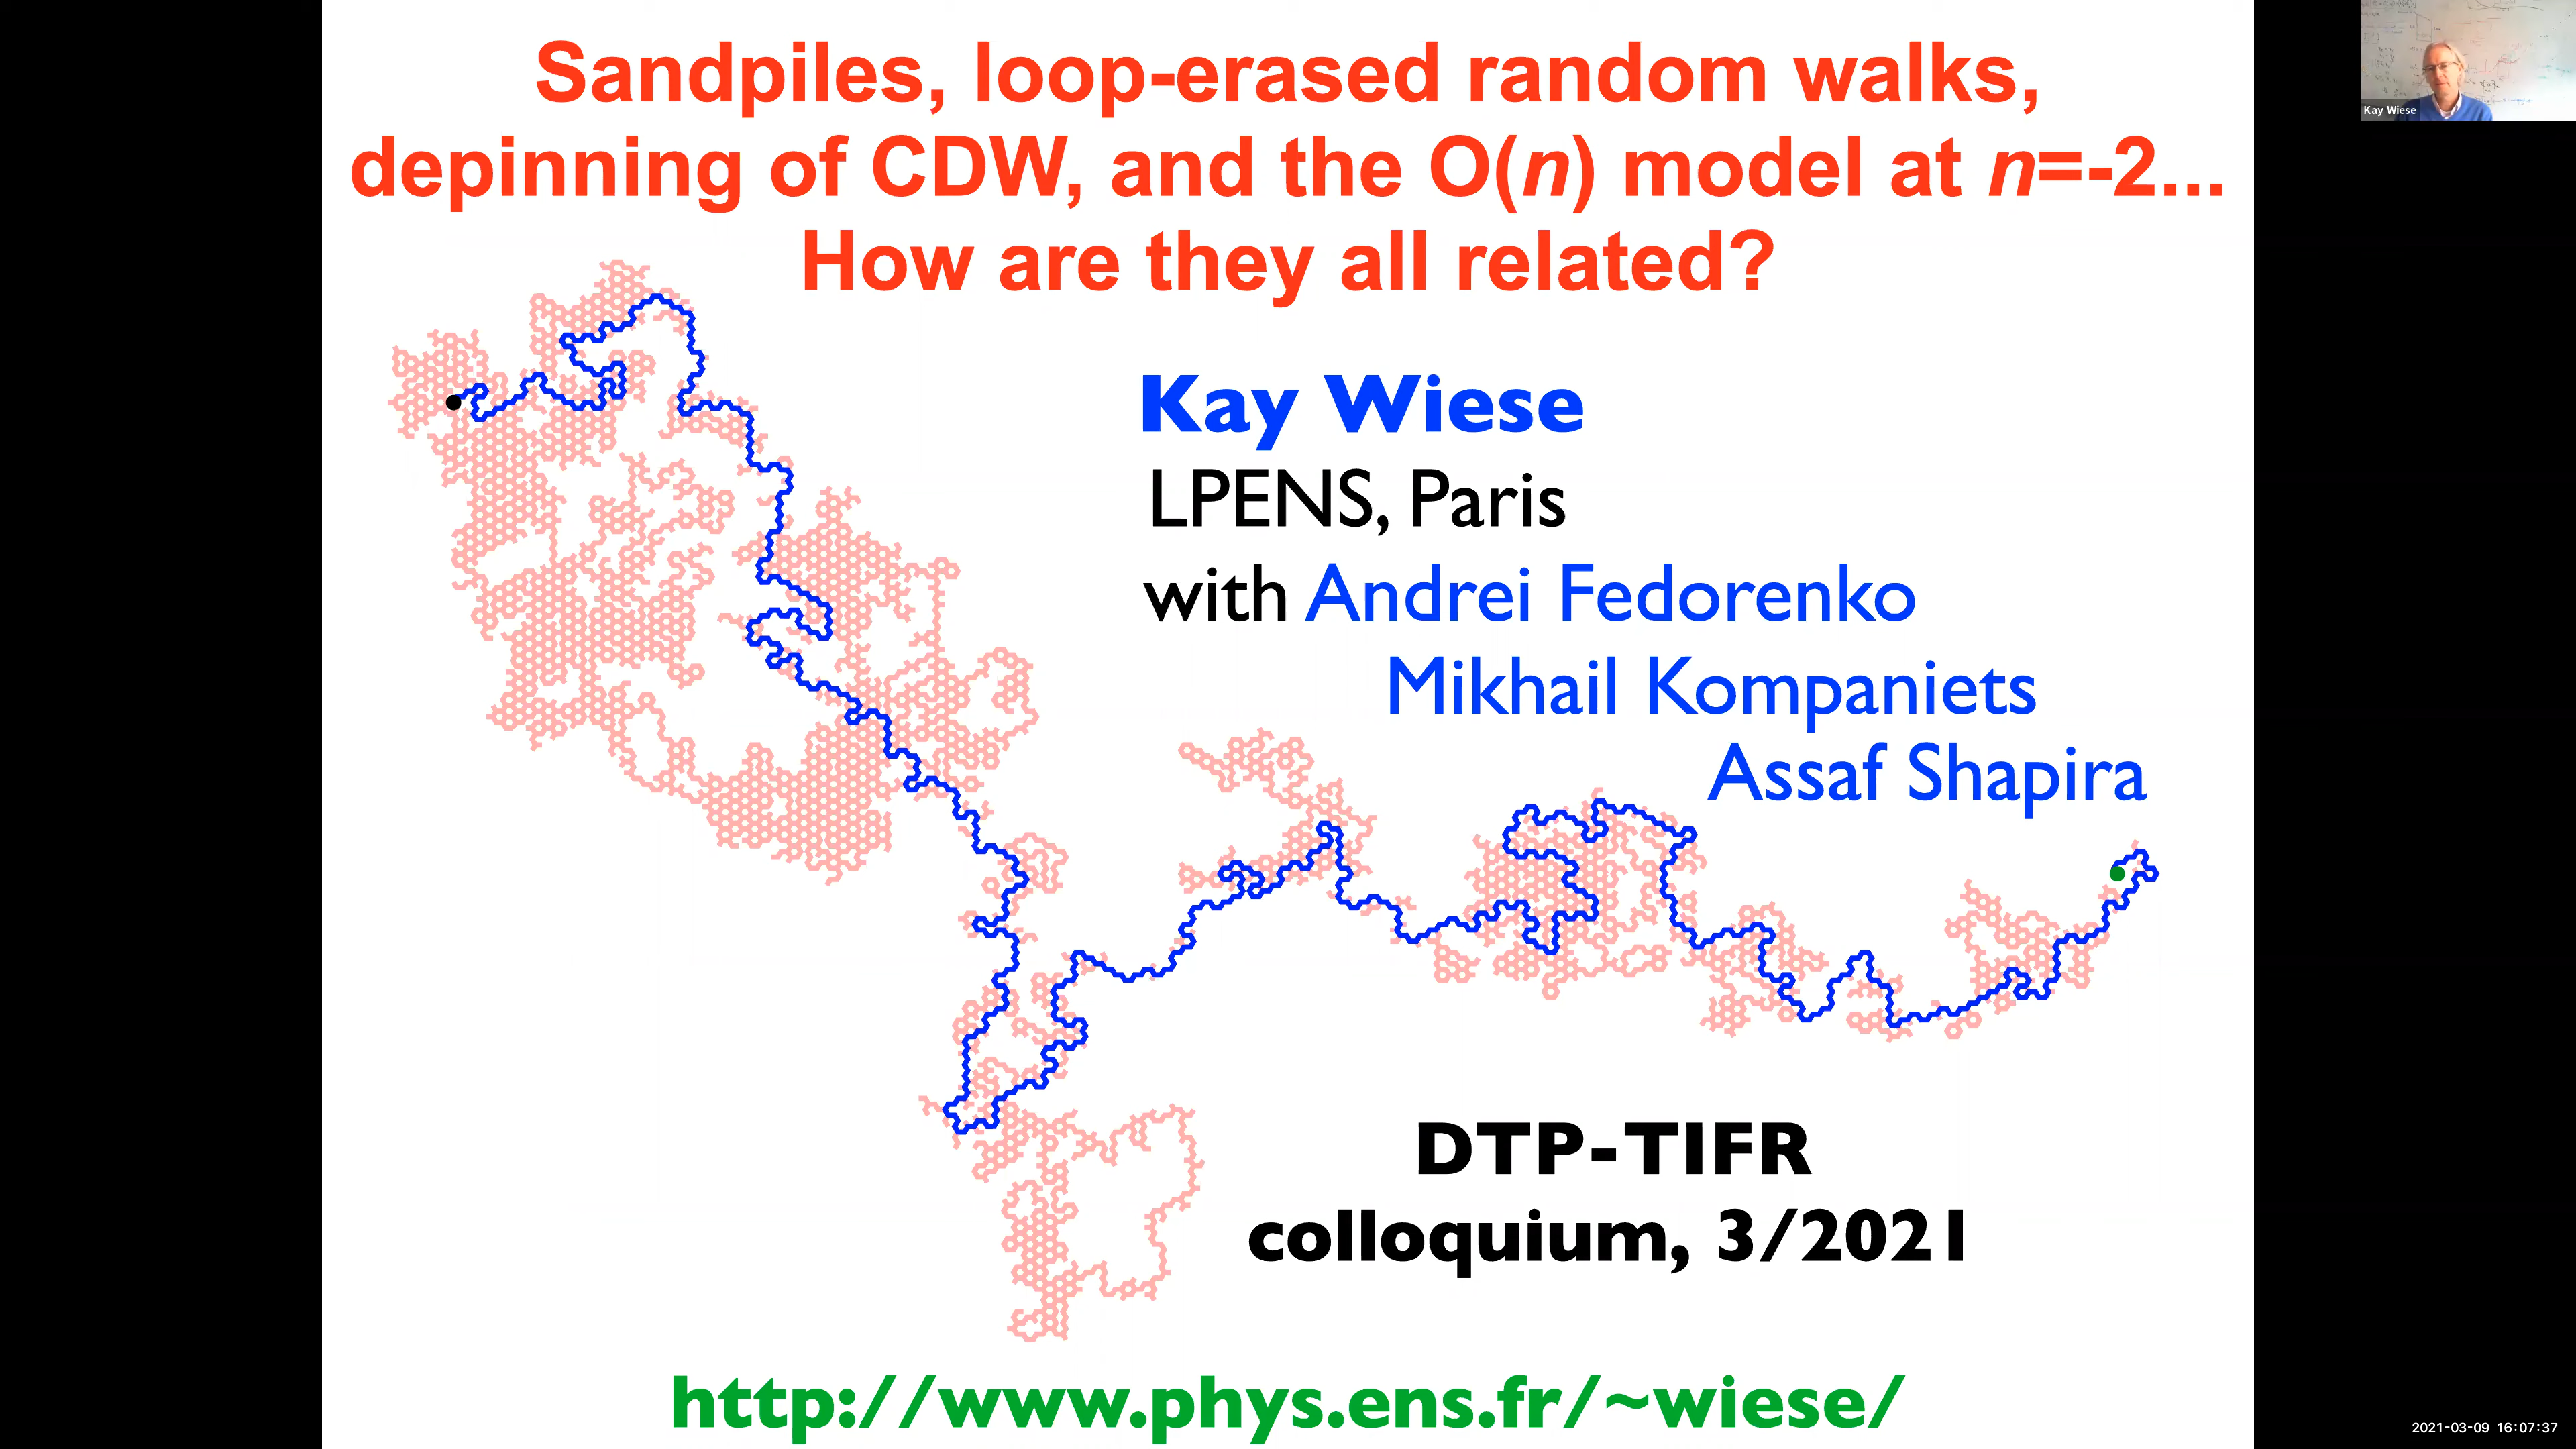 Sandpiles, loop-erased random walks,
depinning of CDW, and the O(n) model at n=-2...
How are they all related?
Kay Wiese
Kay Wiese
LPENS, Paris
with Andrei Fedorenko
Mikhail Kompaniets
Assaf Shapira
DTP-TIFR
colloquium, 3/2021
http://www.phys.ens.fr/~wiese/
2021-03-09 16:07:37